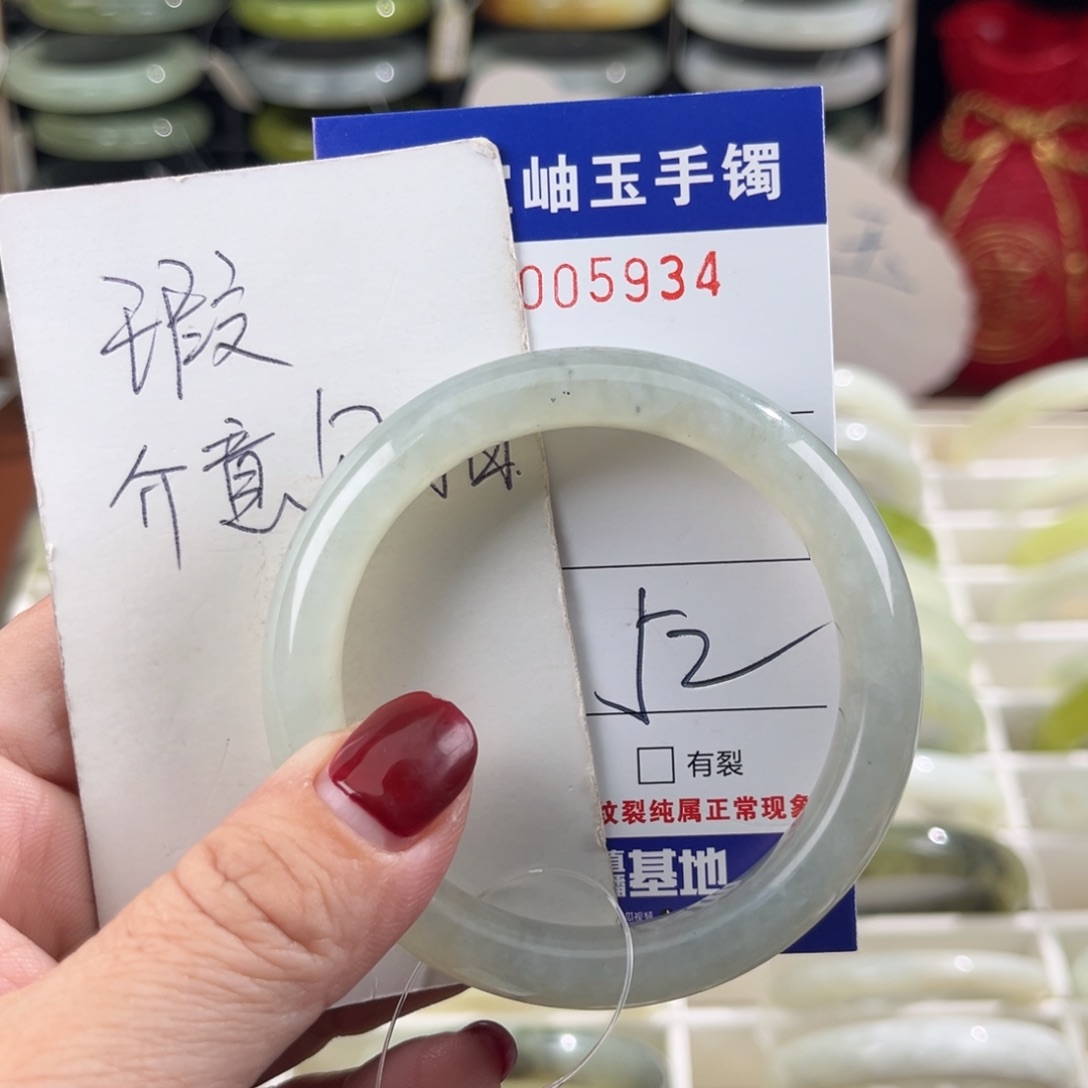 瑕
介意勿拍
岫玉手镯
005934
52
□ 有裂
纹裂纯属正常现象
基地